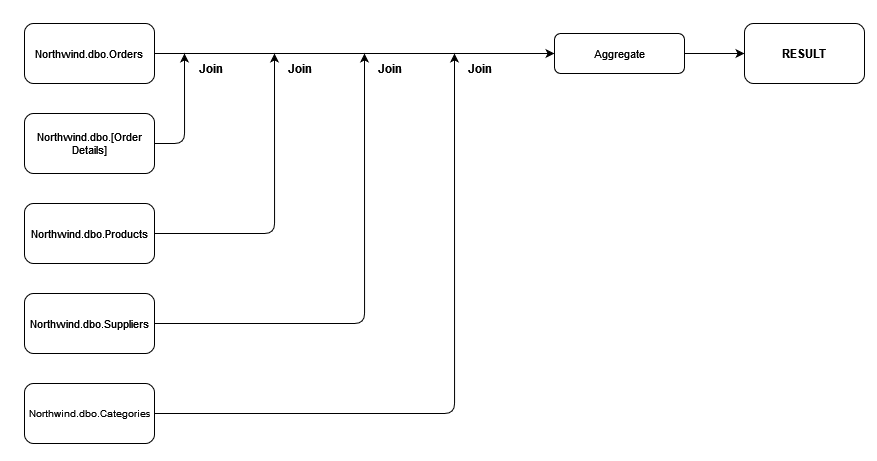 Northwind.dbo.Orders
Aggregate
RESULT
Join
Join
Join
Join
Northwind.dbo.[Order
Details]
Northwind.dbo.Products
Northwind.dbo.Suppliers
Northwind.dbo.Categories